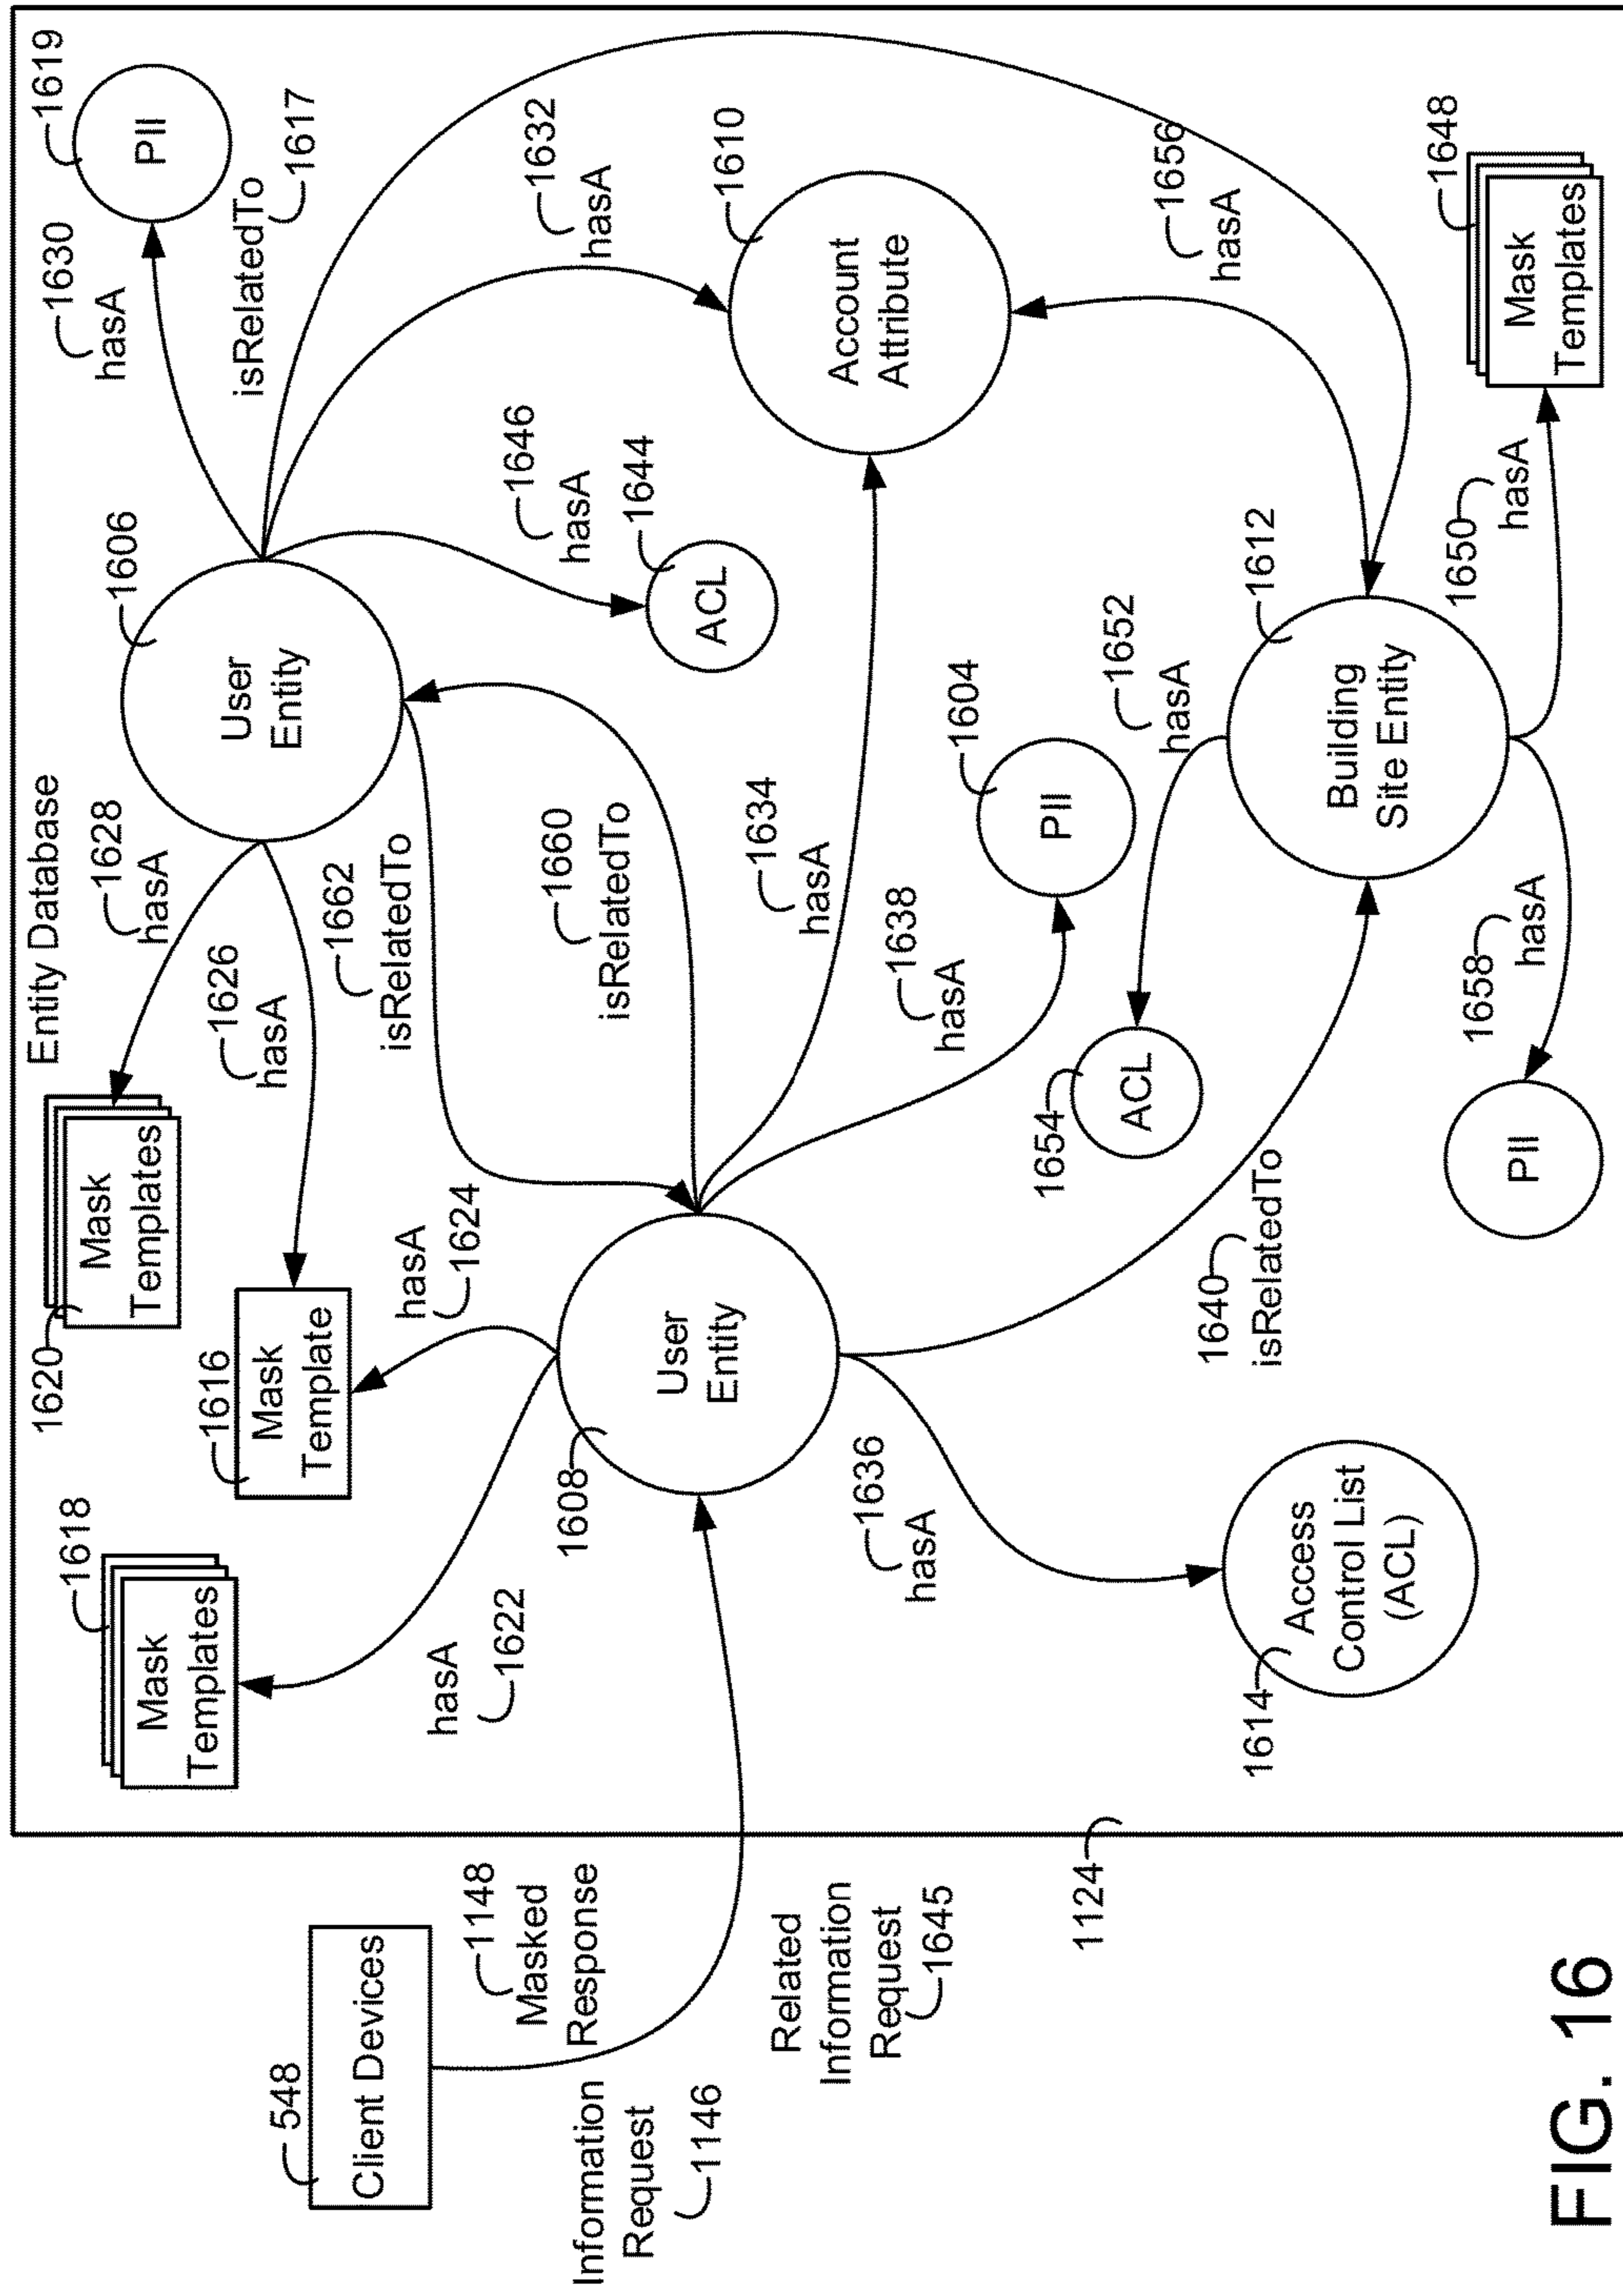 Entity Database
548
Client Devices
1148
Masked
Response
Information
Request
1146
Related
Information
Request
1645
1124
1618
Mask
Templates
1620
Mask
Templates
1616
Mask
Template
hasA
1622
hasA
1624
1626
hasA
1628
hasA
1662
isRelatedTo
1660
isRelatedTo
1606
User
Entity
1608
User
Entity
1630
hasA
1619
PII
isRelatedTo
1617
1632
hasA
1646
hasA
1644
ACL
1610
Account
Attribute
1634
hasA
1638
hasA
1604
PII
1636
hasA
1614
Access
Control List
(ACL)
1640
isRelatedTo
1654
ACL
1652
hasA
1612
Building
Site Entity
1656
hasA
1648
Mask
Templates
1650
hasA
1658
hasA
PII
FIG. 16